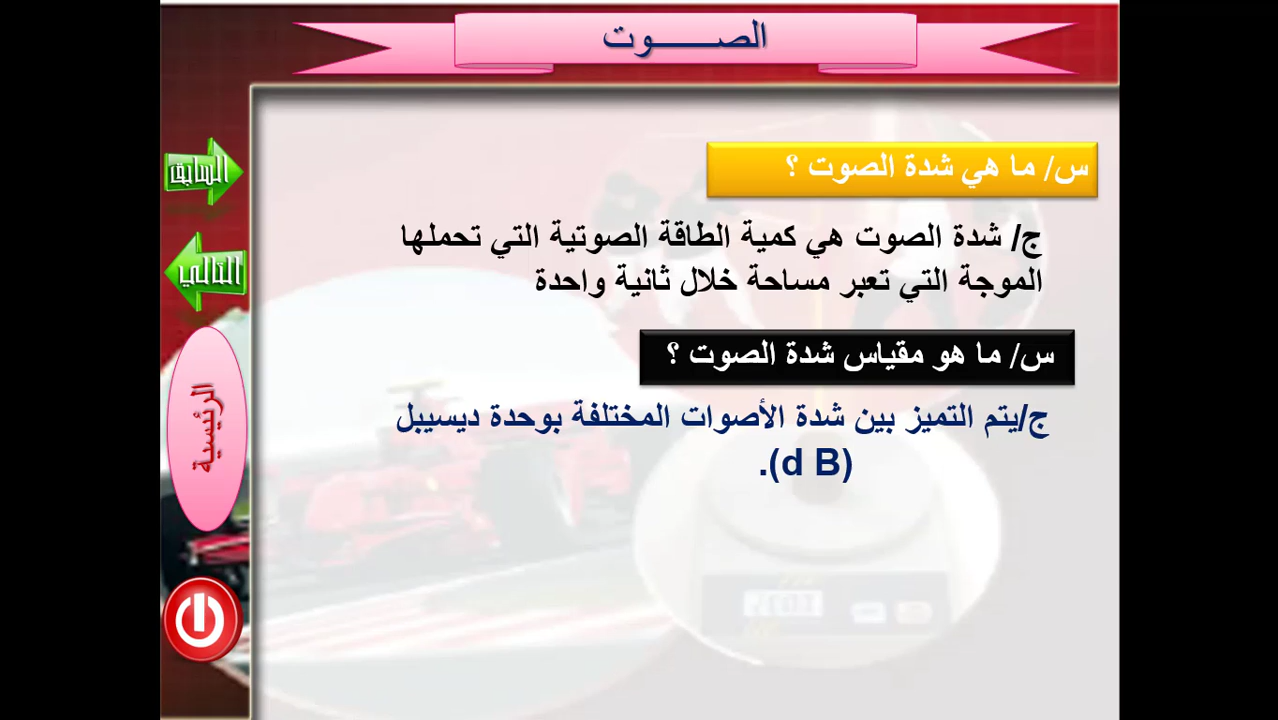 الصـــــوت
س/ ما هي شدة الصوت ؟
ج/ شدة الصوت هي كمية الطاقة الصوتية التي تحملها
الموجة التي تعبر مساحة خلال ثانية واحدة
س/ ما هو مقياس شدة الصوت ؟
ج/يتم التميز بين شدة الأصوات المختلفة بوحدة ديسيبل
(d B).
السابق
التالي
الرئيسية